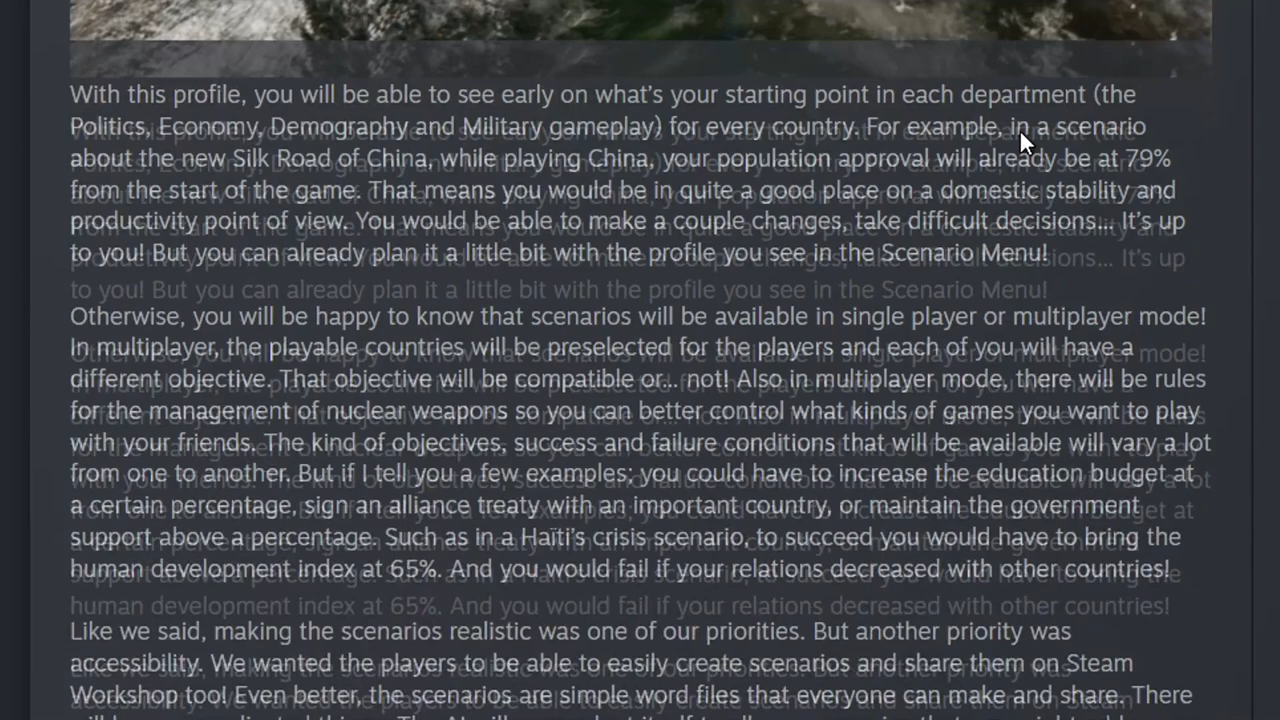 With this profile, you will be able to see early on what's your starting point in each department (the
Politics, Economy, Demography and Military gameplay) for every country. For example, in a scenario
about the new Silk Road of China, while playing China, your population approval will already be at 79%
from the start of the game. That means you would be in quite a good place on a domestic stability and
productivity point of view. You would be able to make a couple changes, take difficult decisions... It's up
to you! But you can already plan it a little bit with the profile you see in the Scenario Menu!
Otherwise, you will be happy to know that scenarios will be available in single player or multiplayer mode!
In multiplayer, the playable countries will be preselected for the players and each of you will have a
different objective. That objective will be compatible or... not! Also in multiplayer mode, there will be rules
for the management of nuclear weapons so you can better control what kinds of games you want to play
with your friends. The kind of objectives, success and failure conditions that will be available will vary a lot
from one to another. But if I tell you a few examples; you could have to increase the education budget at
a certain percentage, sign an alliance treaty with an important country, or maintain the government
support above a percentage. Such as in a Haïti's crisis scenario, to succeed you would have to bring the
human development index at 65%. And you would fail if your relations decreased with other countries!
Like we said, making the scenarios realistic was one of our priorities. But another priority was
accessibility. We wanted the players to be able to easily create scenarios and share them on Steam
Workshop too! Even better, the scenarios are simple word files that everyone can make and share. There